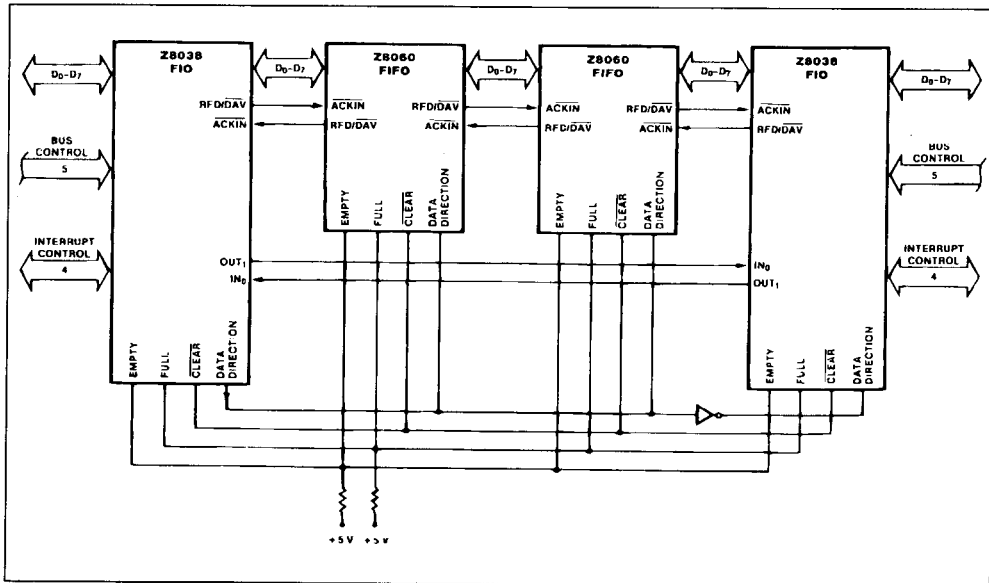 Z8038
FIO
Z8060
FIFO
Z8060
FIFO
Z8038
FIO
D0-D7
D0-D7
D0-D7
D0-D7
D0-D7
RFD/DAV
ACKIN
ACKIN
RFD/DAV
RFD/DAV
ACKIN
ACKIN
RFD/DAV
RFD/DAV
ACKIN
ACKIN
RFD/DAV
BUS
CONTROL
5
BUS
CONTROL
5
EMPTY
FULL
CLEAR
DATA
DIRECTION
EMPTY
FULL
CLEAR
DATA
DIRECTION
INTERRUPT
CONTROL
4
OUT1
IN0
IN0
OUT1
INTERRUPT
CONTROL
4
EMPTY
FULL
CLEAR
DATA
DIRECTION
EMPTY
FULL
CLEAR
DATA
DIRECTION
+5V +5V